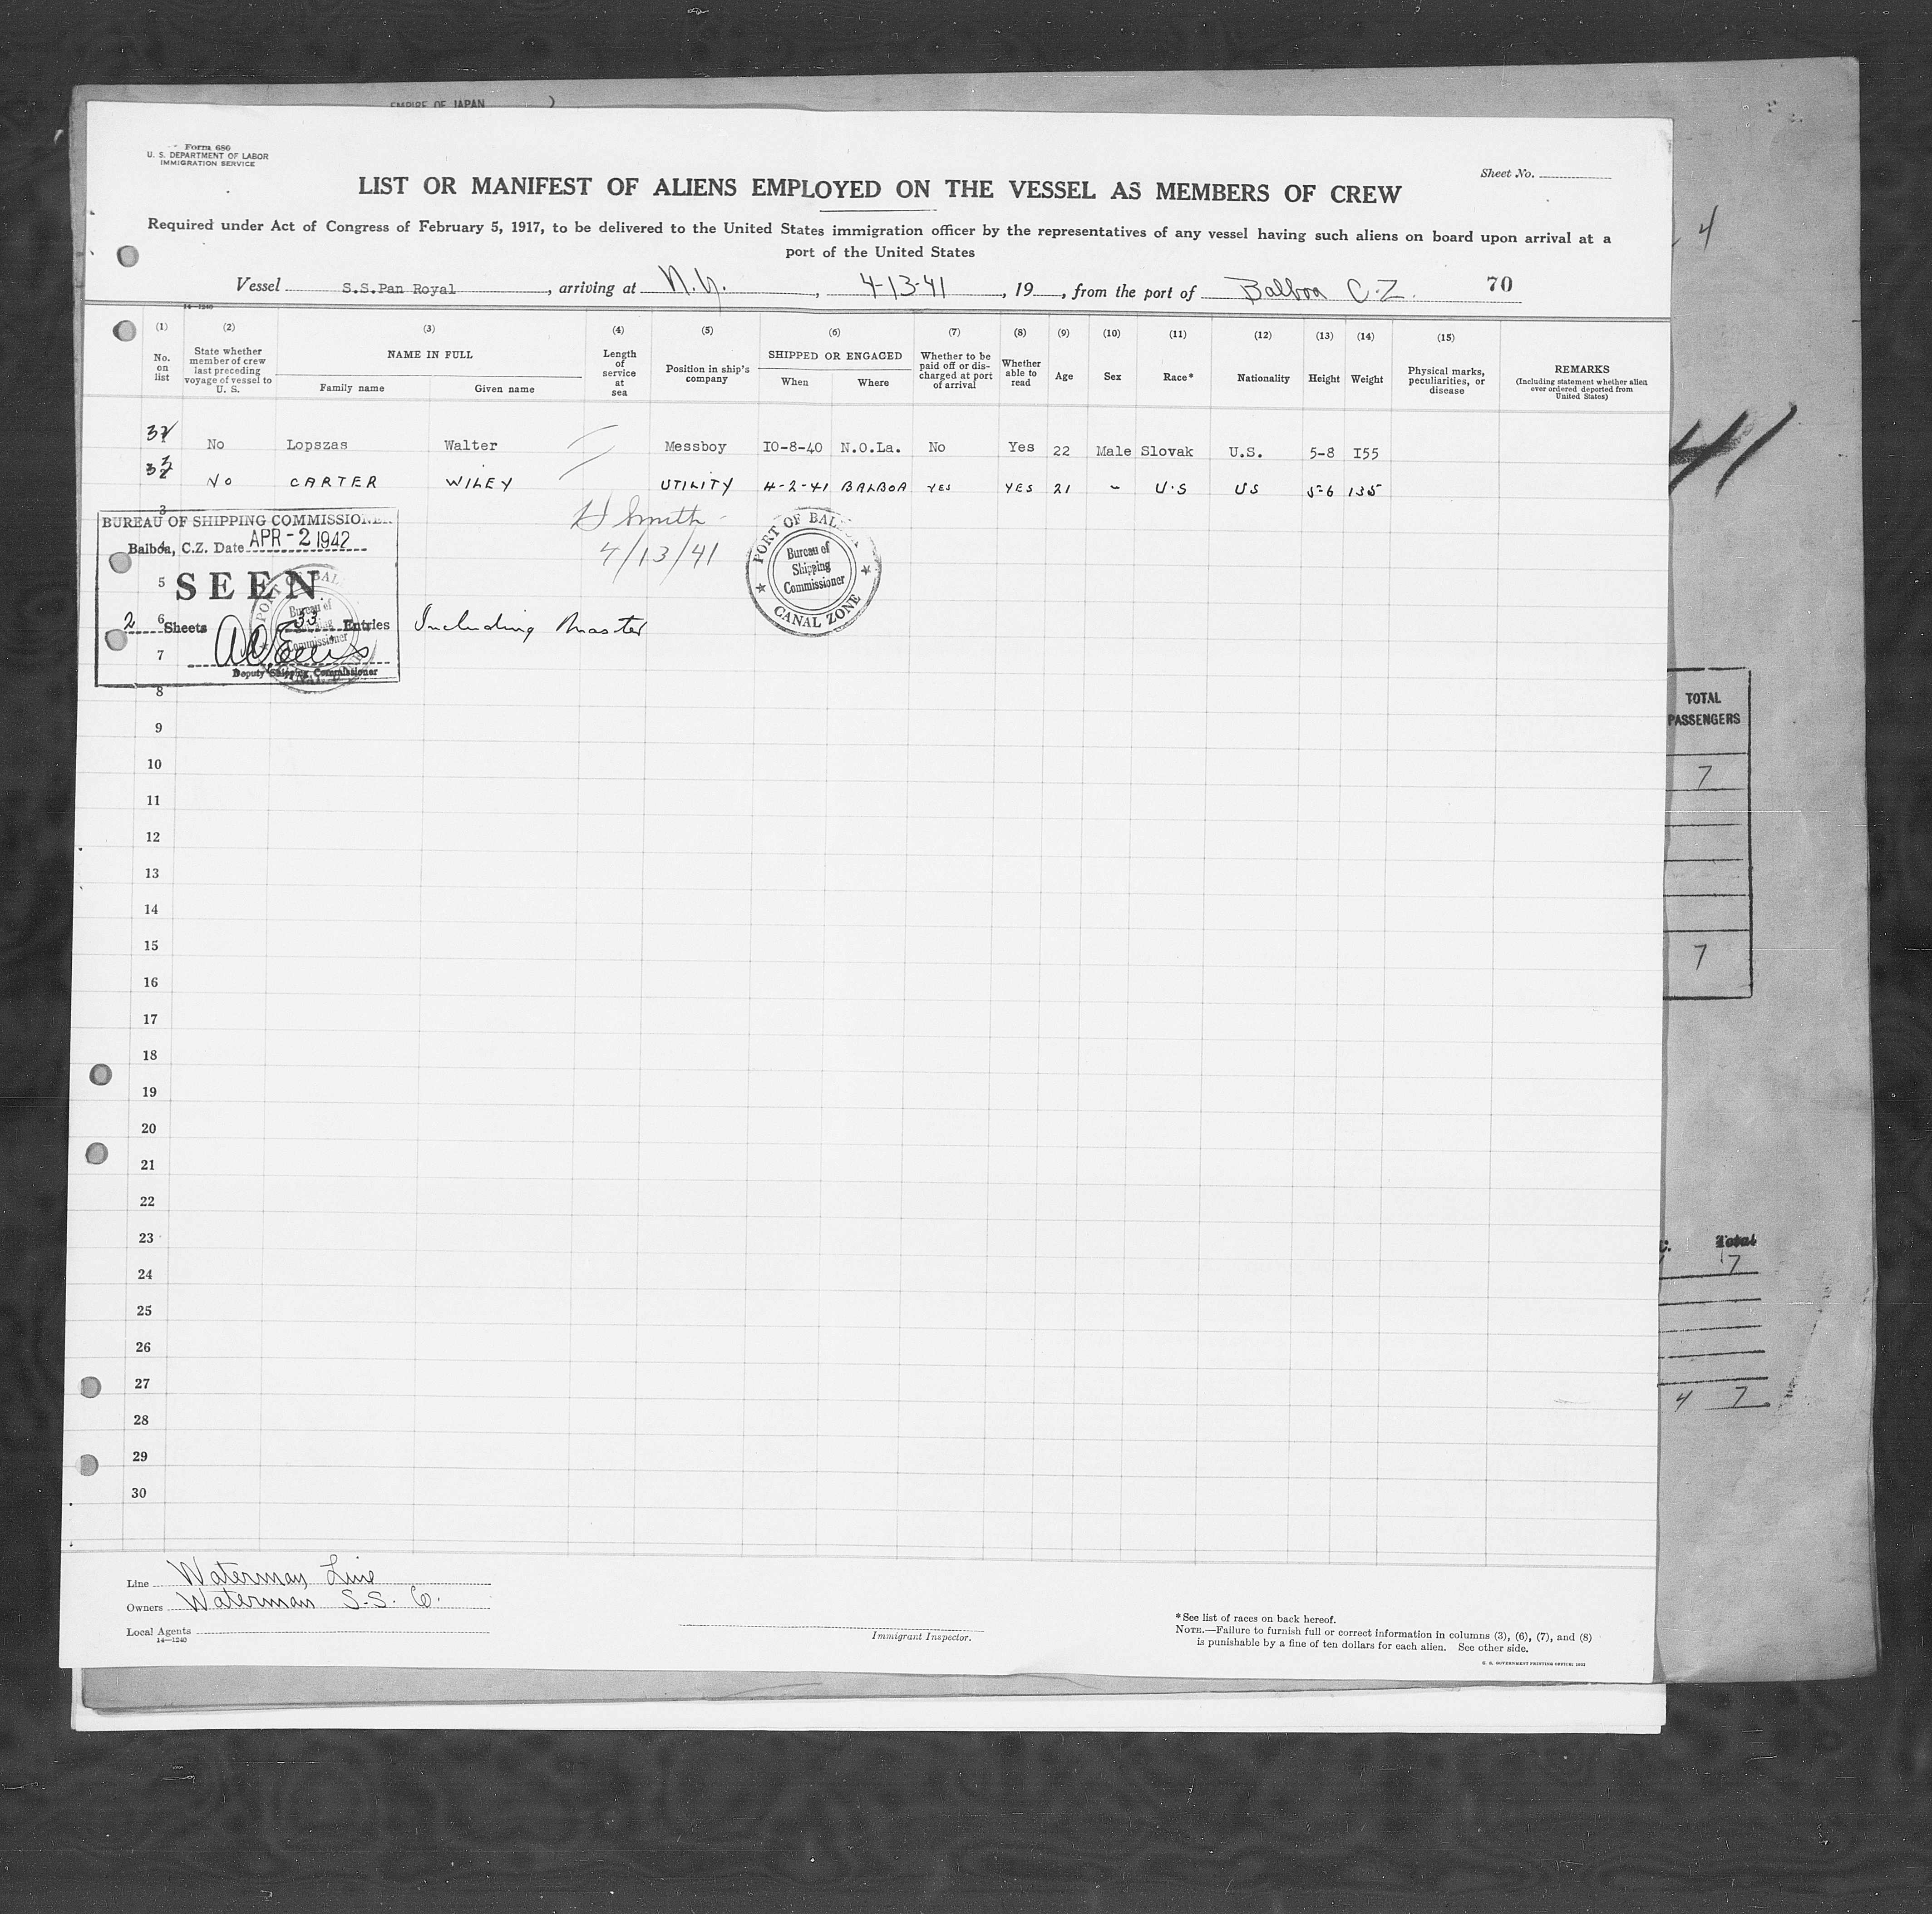 EMPIRE OF JAPAN )
Form 680
U. S. DEPARTMENT OF LABOR
IMMIGRATION SERVICE
Sheet No.
LIST OR MANIFEST OF ALIENS EMPLOYED ON THE VESSEL AS MEMBERS OF CREW
Required under Act of Congress of February 5, 1917, to be delivered to the United States immigration officer by the representatives of any vessel having such aliens on board upon arrival at a
port of the United States
Vessel S.S.Pan Royal, arriving at N.Y., 4-13-41, 19, from the port of Balboa C.Z. 70
14-1240
(1) (2) (3) (4) (5) (6) (7) (8) (9) (10) (11) (12) (13) (14) (15)
No. on list
State whether member of crew last preceding voyage of vessel to U. S.
NAME IN FULL
Family name Given name
Length of service at sea
Position in ship's company
SHIPPED OR ENGAGED
When Where
Whether to be paid off or discharged at port of arrival
Whether able to read
Age
Sex
Race*
Nationality
Height
Weight
Physical marks, peculiarities, or disease
REMARKS
(Including statement whether alien ever ordered deported from United States)
No Lopszas Walter Messboy IO-8-40 N.O.La. No Yes 22 Male Slovak U.S. 5-8 I55
No CARTER WILEY UTILITY 4-2-41 BALBOA YES YES 21 - U.S US 5-6 135
3
H Smith
4/13/41
BUREAU OF SHIPPING COMMISSIONER
Balboa, C.Z. Date APR -2 1942
SEEN
2 Sheets 33 Entries Including Master
Deputy Shipping Commissioner
PORT OF BALBOA
Bureau of
Shipping
Commissioner
CANAL ZONE
4
5
6
7
8
9
10
11
12
13
14
15
16
17
18
19
20
21
22
23
24
25
26
27
28
29
30
Line Waterman Line
Owners Waterman S.S. Co.
Local Agents
14-1240
Immigrant Inspector.
*See list of races on back hereof.
NOTE.—Failure to furnish full or correct information in columns (3), (6), (7), and (8)
is punishable by a fine of ten dollars for each alien. See other side.
4
41
TOTAL
PASSENGERS
7
7
Total
7
4 7